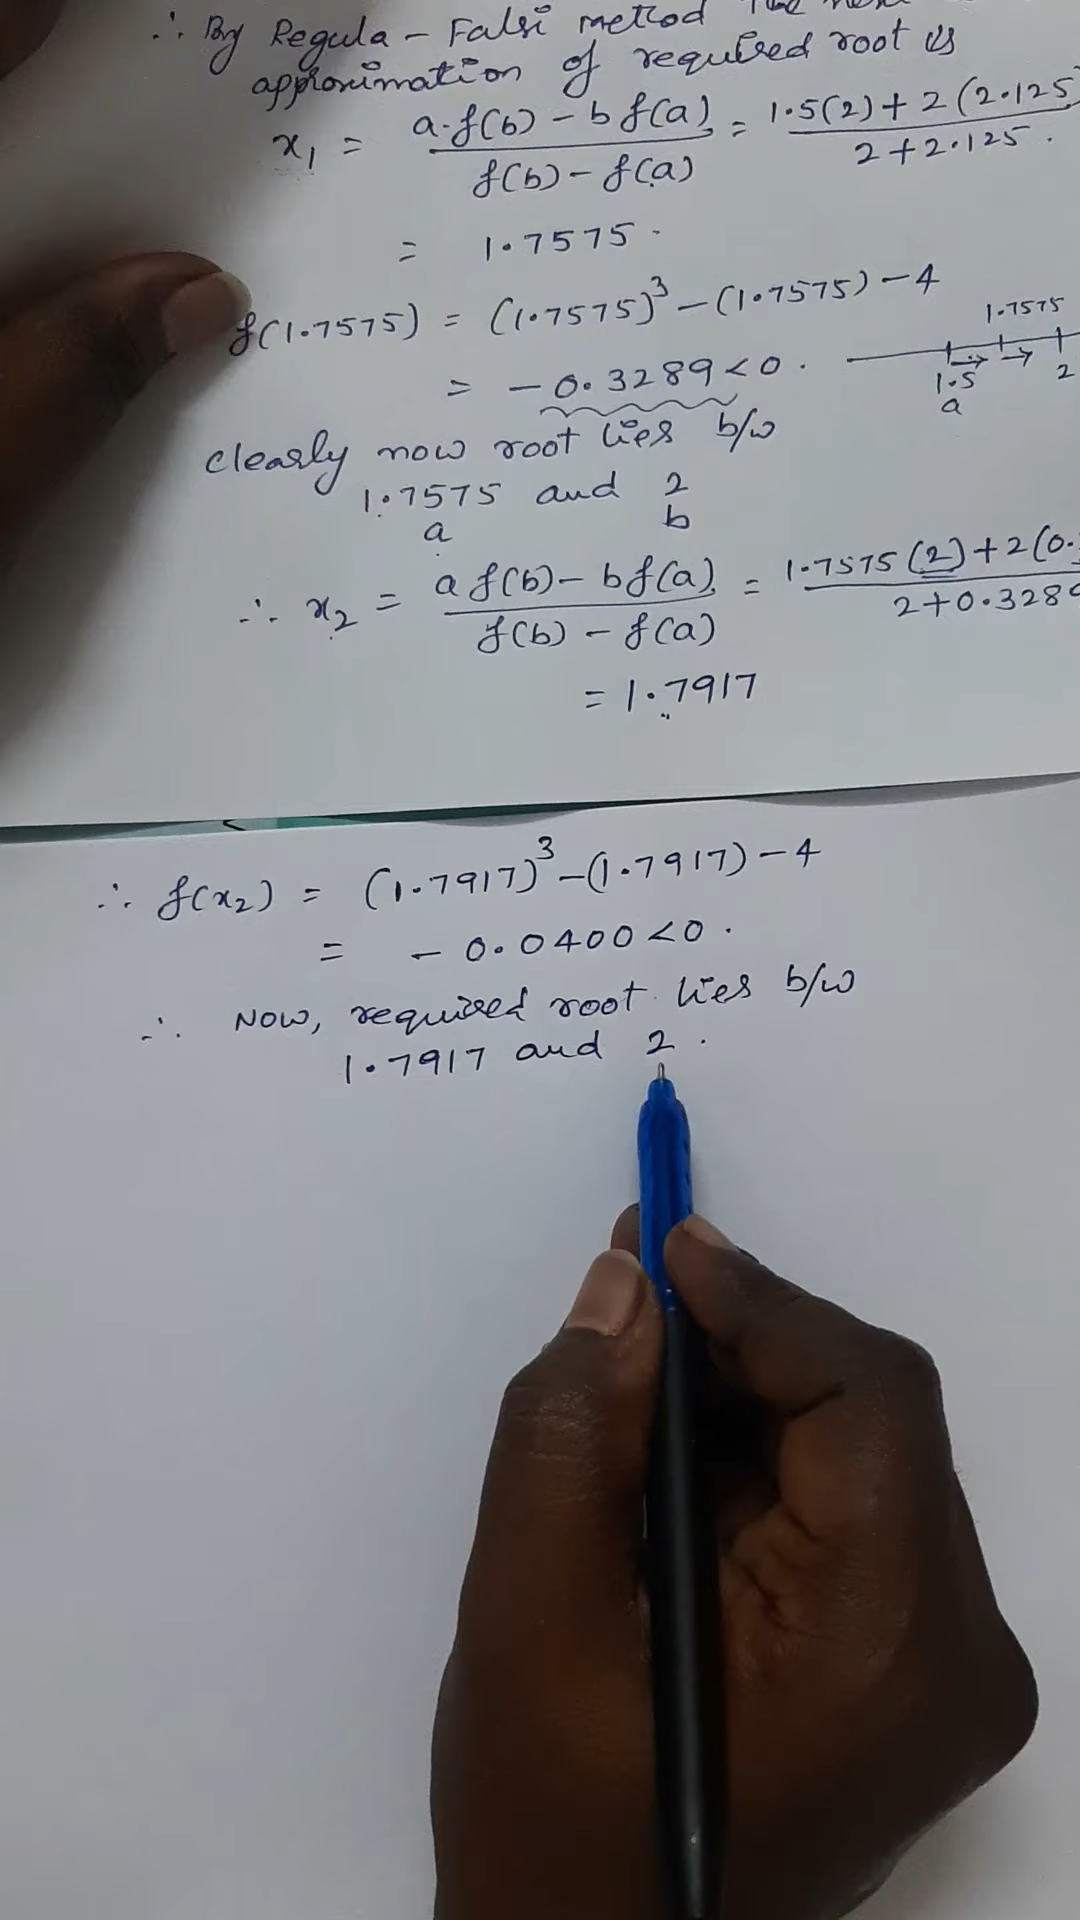 ∴ By Regula - Falsi method The next
approximation of required root is
x₁ = a·f(b) - b f(a) / f(b) - f(a) = 1.5(2) + 2(2.125) / 2 + 2.125 .
= 1.7575 .
f(1.7575) = (1.7575)³ - (1.7575) - 4
= - 0.3289 < 0 .
1.7575
1.5 2
a
clearly now root lies b/w
1.7575 and 2
a b
∴ x₂ = a f(b) - b f(a) / f(b) - f(a) = 1.7575 (2) + 2 (0. / 2 + 0.328
= 1.7917
∴ f(x₂) = (1.7917)³ - (1.7917) - 4
= - 0.0400 < 0 .
∴ Now, required root lies b/w
1.7917 and 2 .